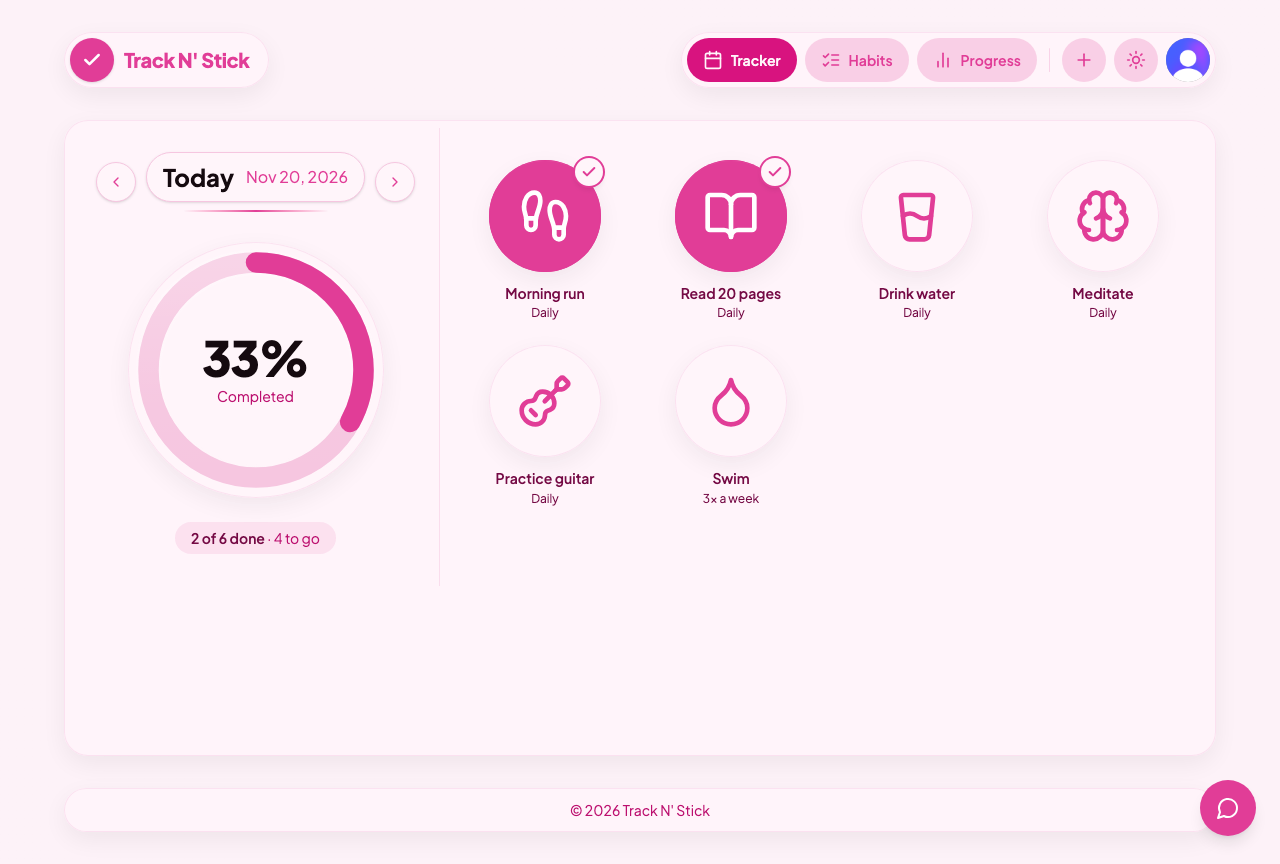 Track N' Stick
Tracker
Habits
Progress
Today Nov 20, 2026
33%
Completed
2 of 6 done · 4 to go
Morning run
Daily
Read 20 pages
Daily
Drink water
Daily
Meditate
Daily
Practice guitar
Daily
Swim
3× a week
© 2026 Track N' Stick